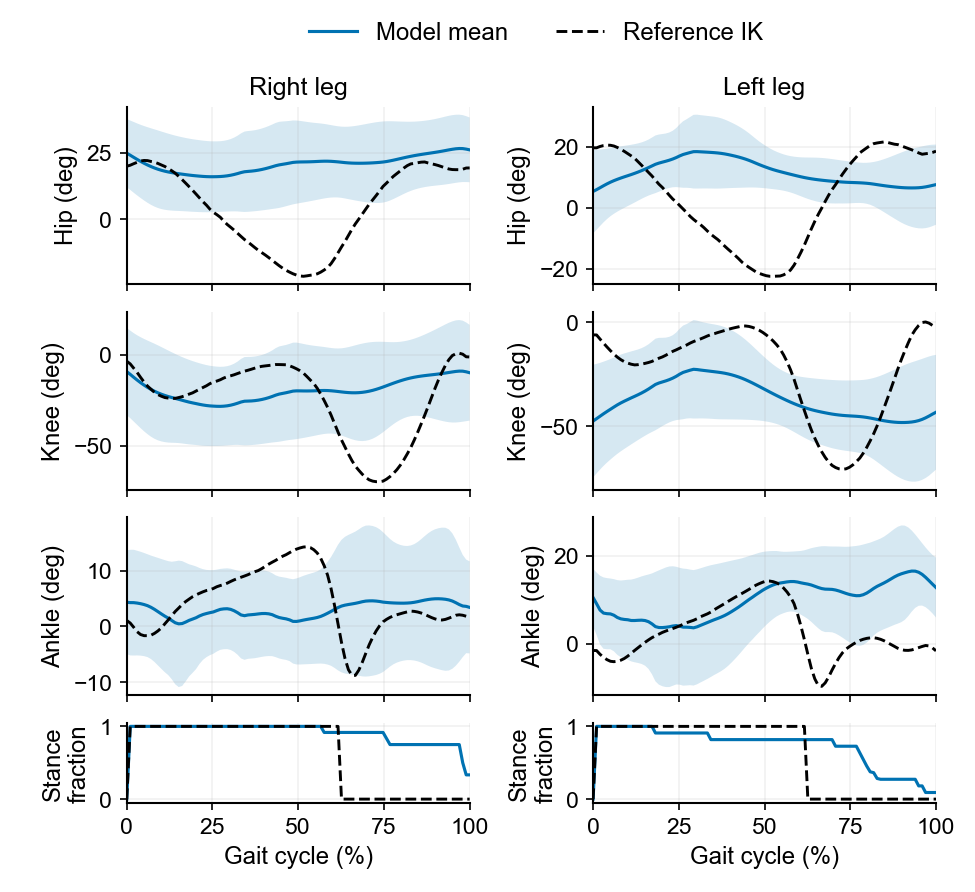 Model mean
Reference IK
Right leg
Left leg
Hip (deg)
25
0
Hip (deg)
20
0
−20
Knee (deg)
0
−50
Knee (deg)
0
−50
Ankle (deg)
10
0
−10
Ankle (deg)
20
0
Stance
fraction
1
0
Stance
fraction
1
0
0
25
50
75
100
0
25
50
75
100
Gait cycle (%)
Gait cycle (%)